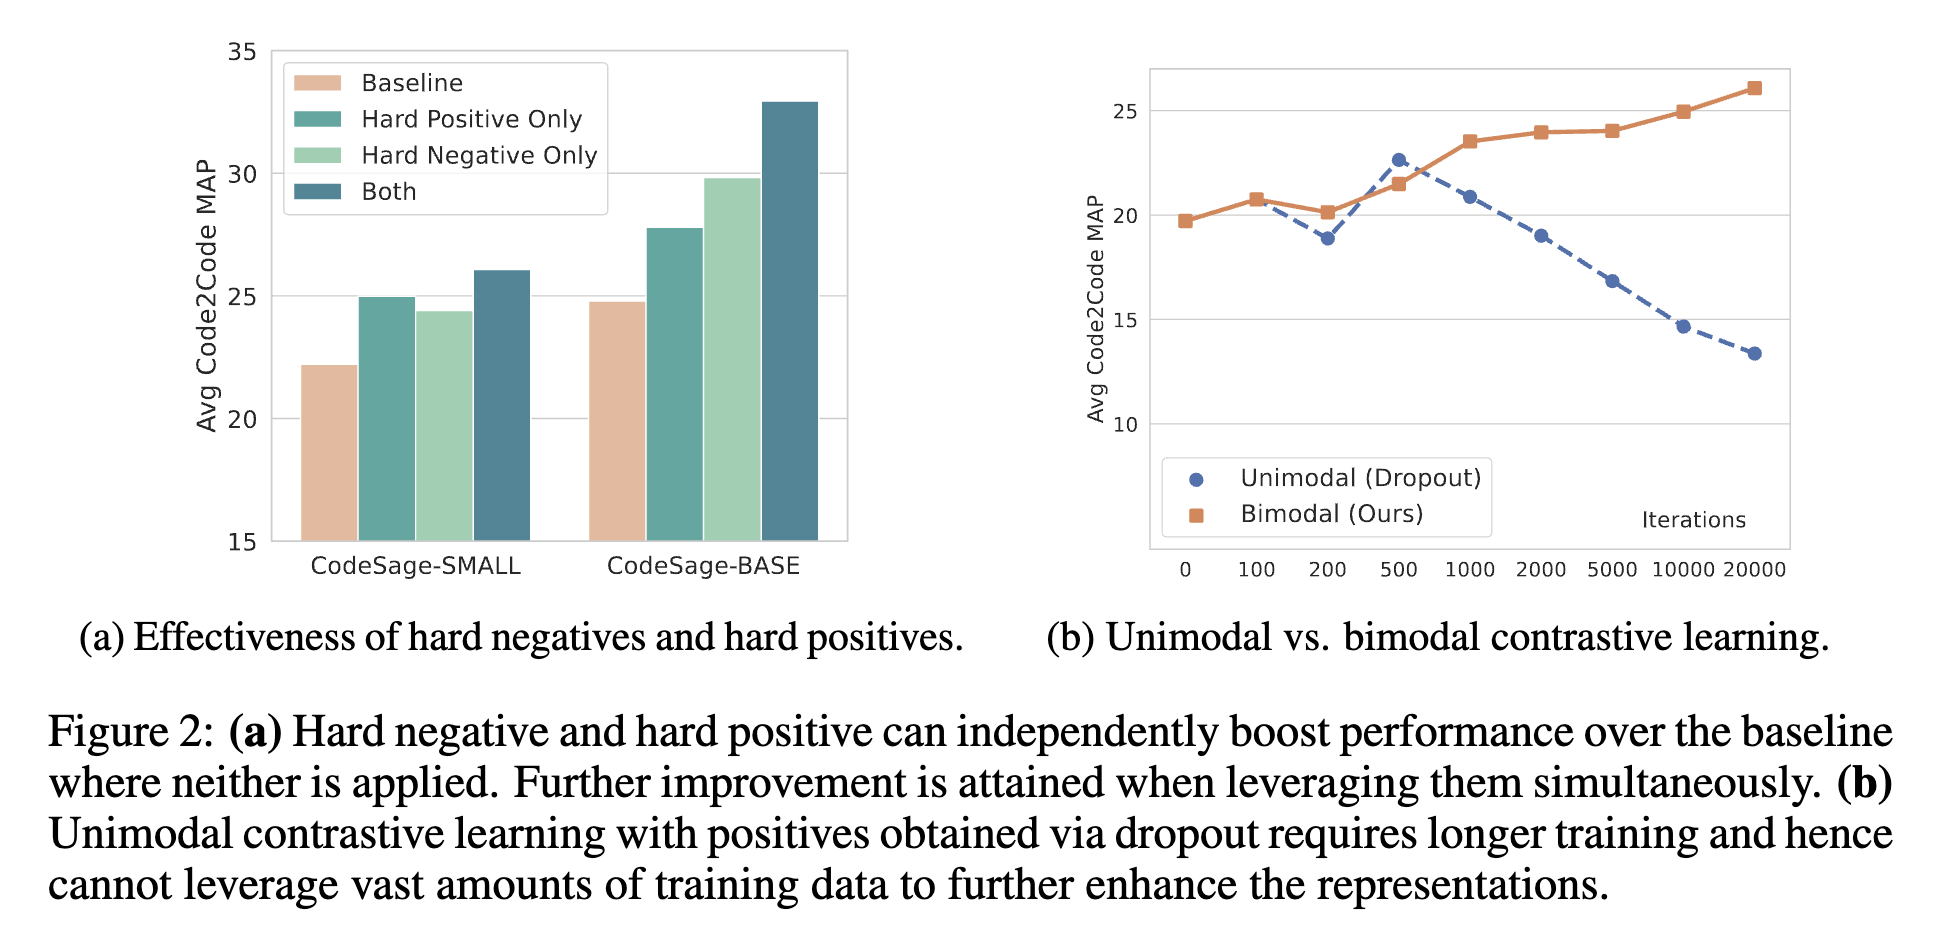 35
30
25
20
15
Avg Code2Code MAP
Baseline
Hard Positive Only
Hard Negative Only
Both
CodeSage-SMALL CodeSage-BASE
(a) Effectiveness of hard negatives and hard positives.
25
20
15
10
Avg Code2Code MAP
Unimodal (Dropout)
Bimodal (Ours)
Iterations
0 100 200 500 1000 2000 5000 10000 20000
(b) Unimodal vs. bimodal contrastive learning.
Figure 2: (a) Hard negative and hard positive can independently boost performance over the baseline
where neither is applied. Further improvement is attained when leveraging them simultaneously. (b)
Unimodal contrastive learning with positives obtained via dropout requires longer training and hence
cannot leverage vast amounts of training data to further enhance the representations.